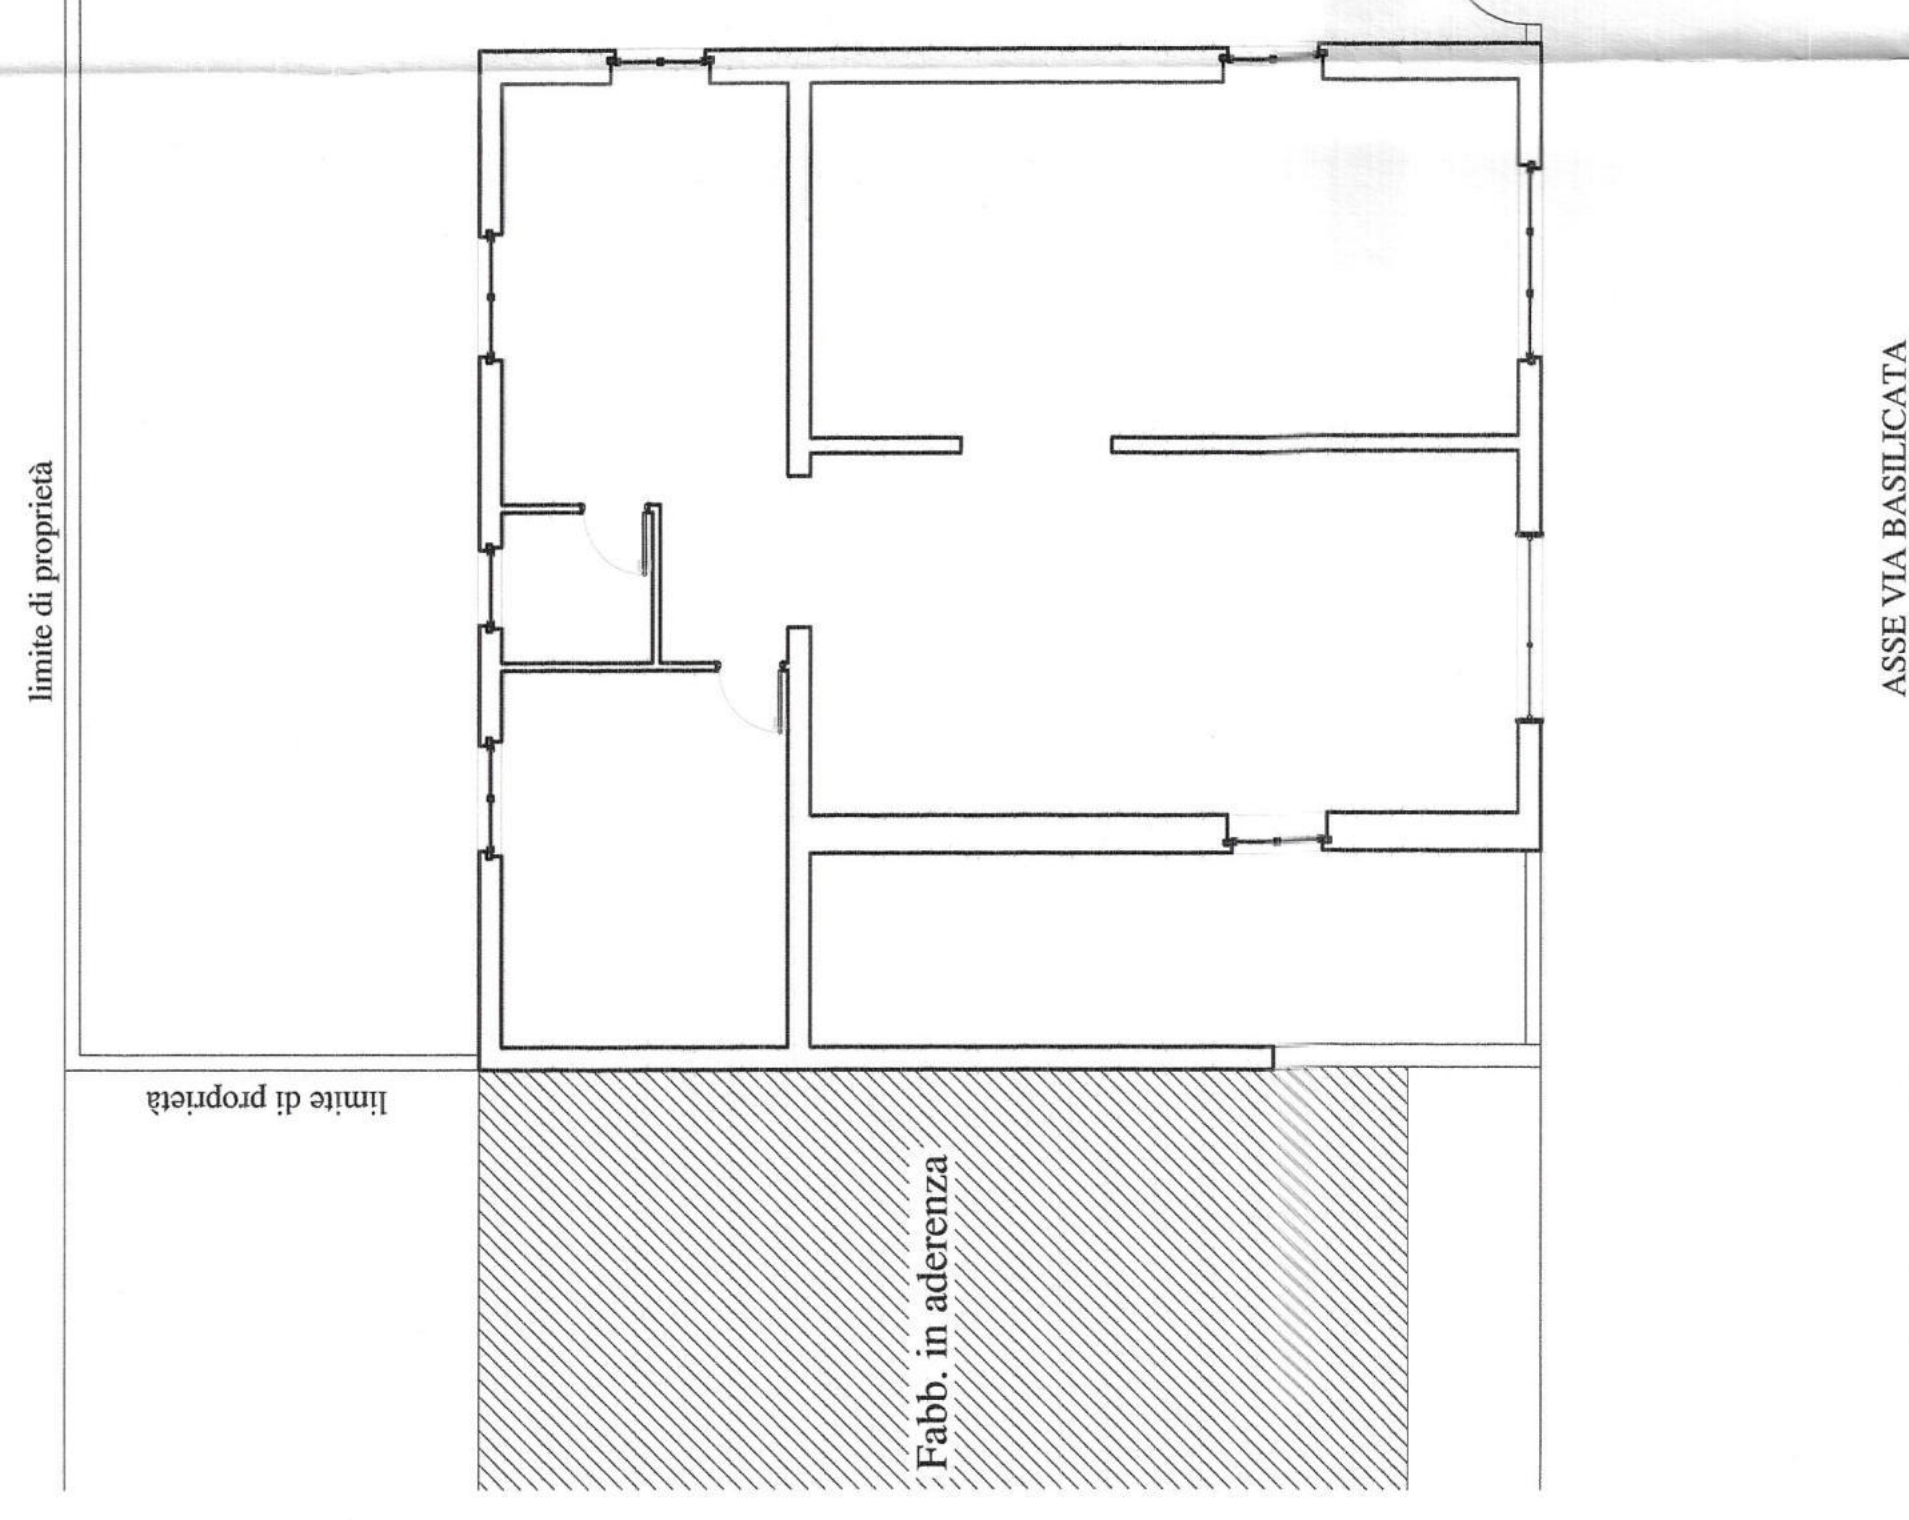 limite di proprietà
limite di proprietà
Fabb. in aderenza
ASSE VIA BASILICATA